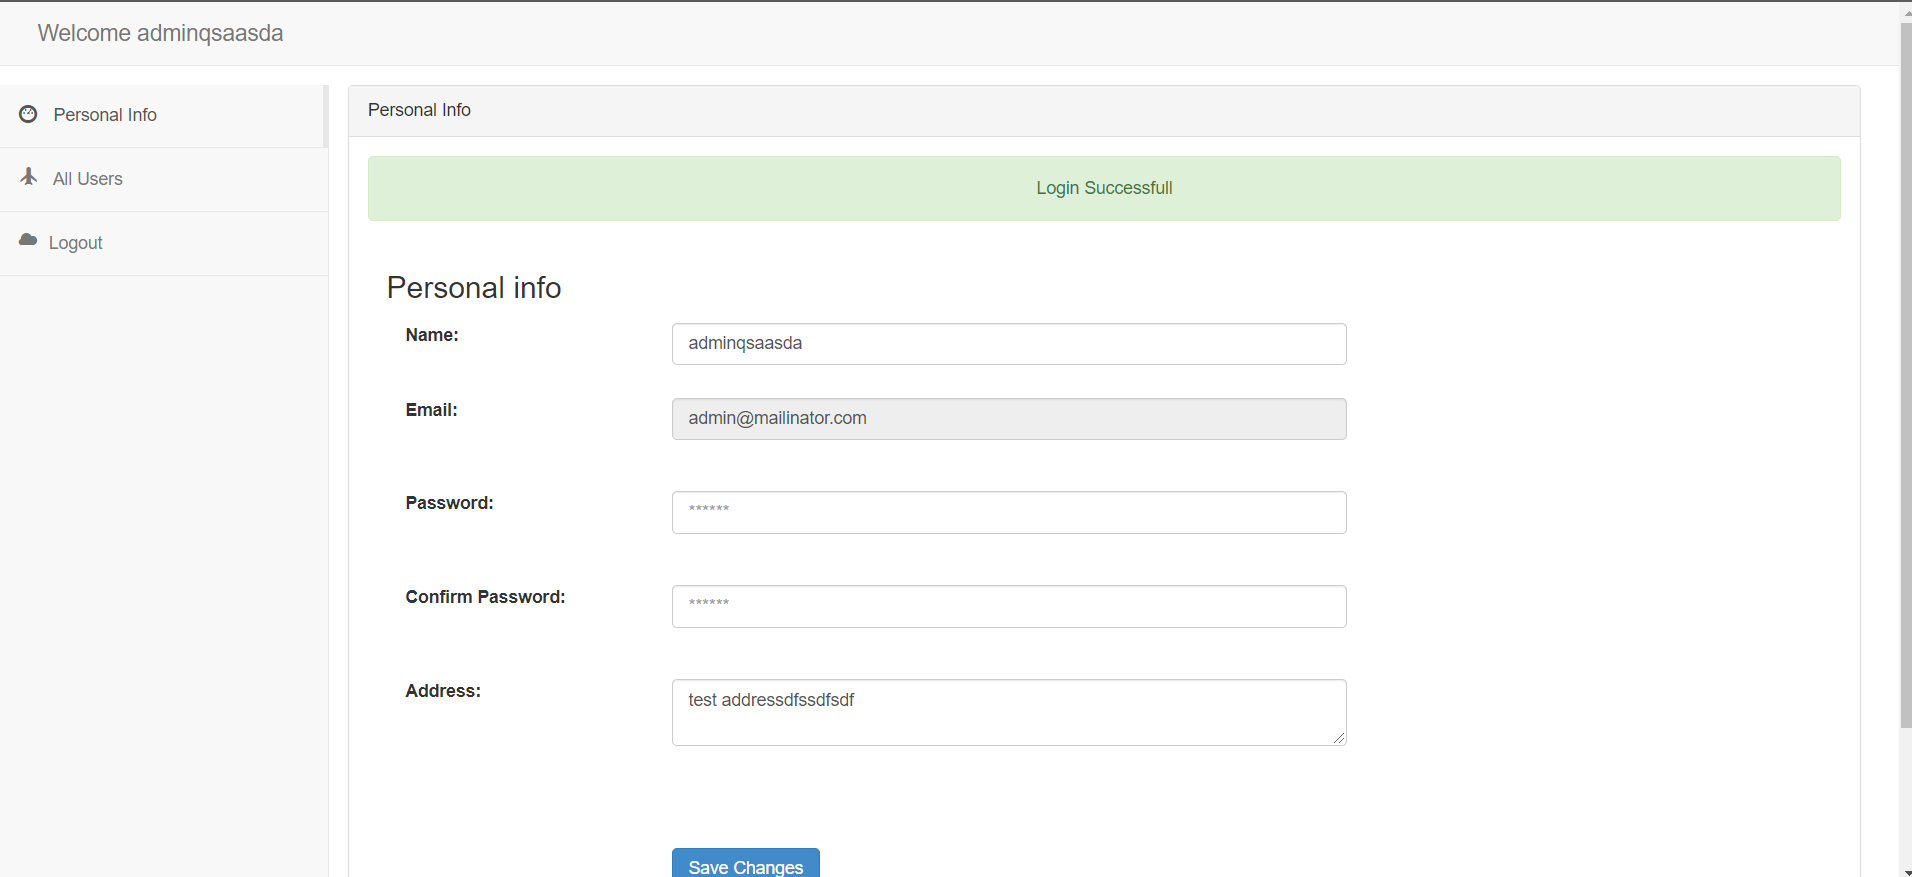 Welcome adminqsaasda
Personal Info
All Users
Logout
Personal Info
Login Successfull
Personal info
Name:
adminqsaasda
Email:
admin@mailinator.com
Password:
******
Confirm Password:
******
Address:
test addressdfssdfsdf
Save Changes